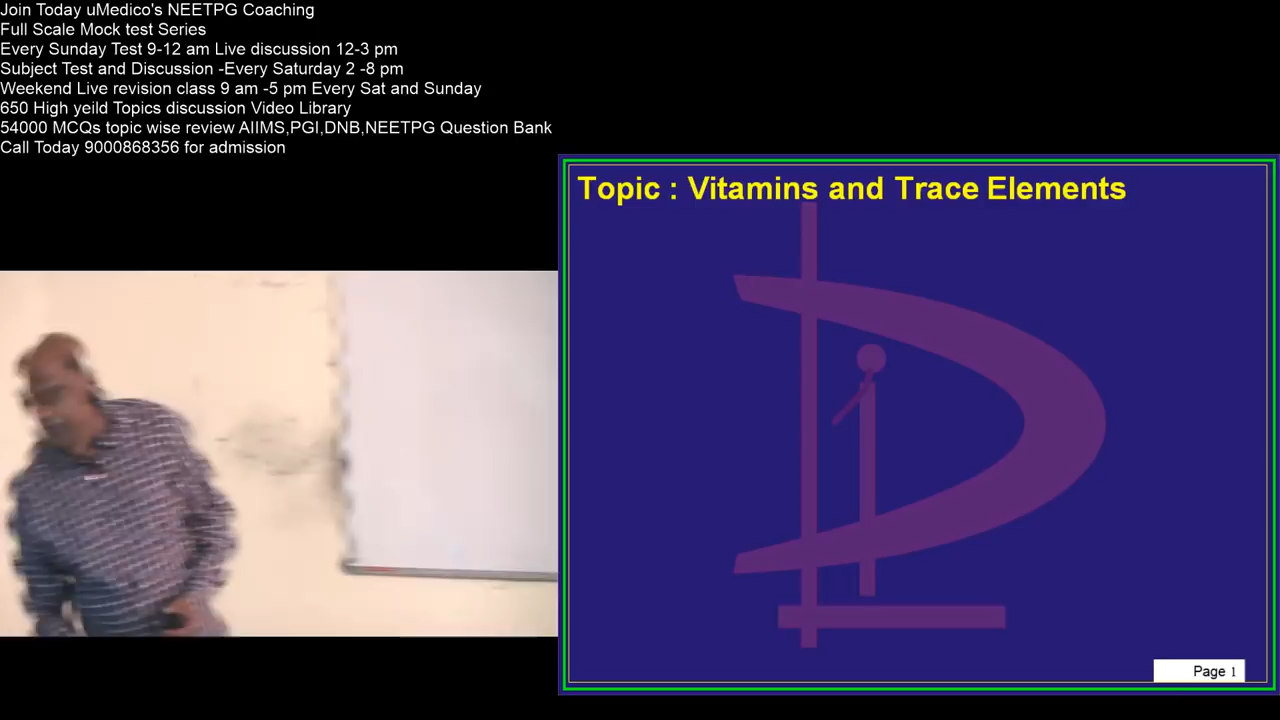 Join Today uMedico's NEETPG Coaching
Full Scale Mock test Series
Every Sunday Test 9-12 am Live discussion 12-3 pm
Subject Test and Discussion -Every Saturday 2 -8 pm
Weekend Live revision class 9 am -5 pm Every Sat and Sunday
650 High yeild Topics discussion Video Library
54000 MCQs topic wise review AIIMS,PGI,DNB,NEETPG Question Bank
Call Today 9000868356 for admission
Topic : Vitamins and Trace Elements
Page 1